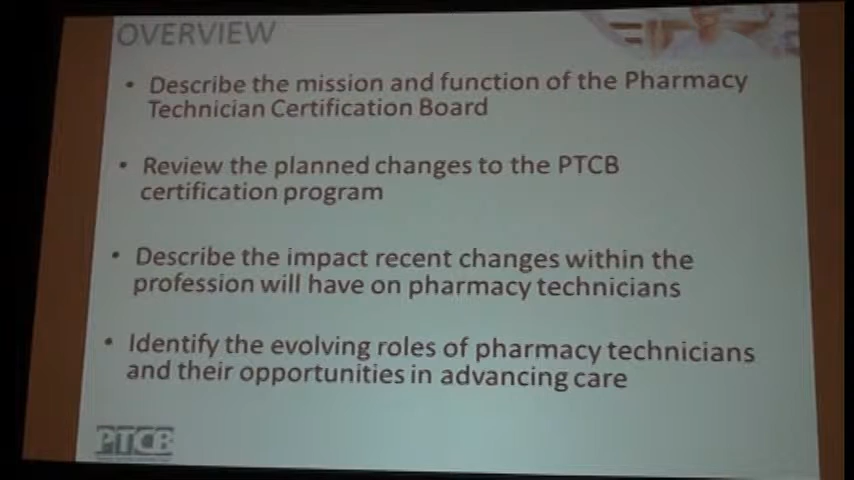 OVERVIEW
• Describe the mission and function of the Pharmacy
Technician Certification Board
• Review the planned changes to the PTCB
certification program
• Describe the impact recent changes within the
profession will have on pharmacy technicians
• Identify the evolving roles of pharmacy technicians
and their opportunities in advancing care
PTCB